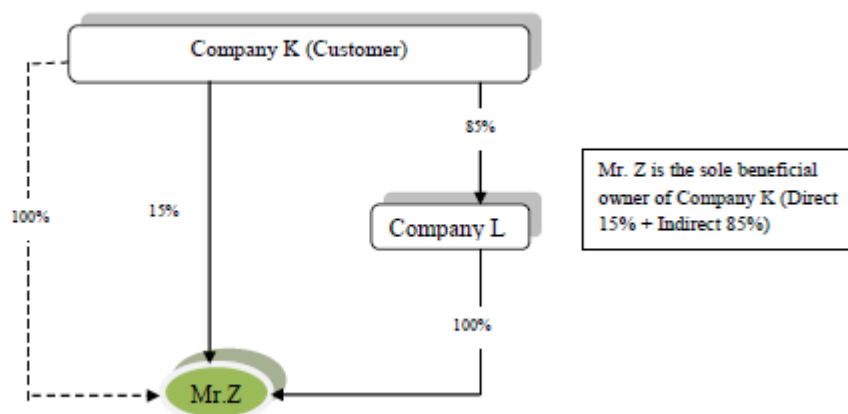 Company K (Customer)
85%
Mr. Z is the sole beneficial
owner of Company K (Direct
15% + Indirect 85%)
100%
15%
Company L
100%
Mr.Z